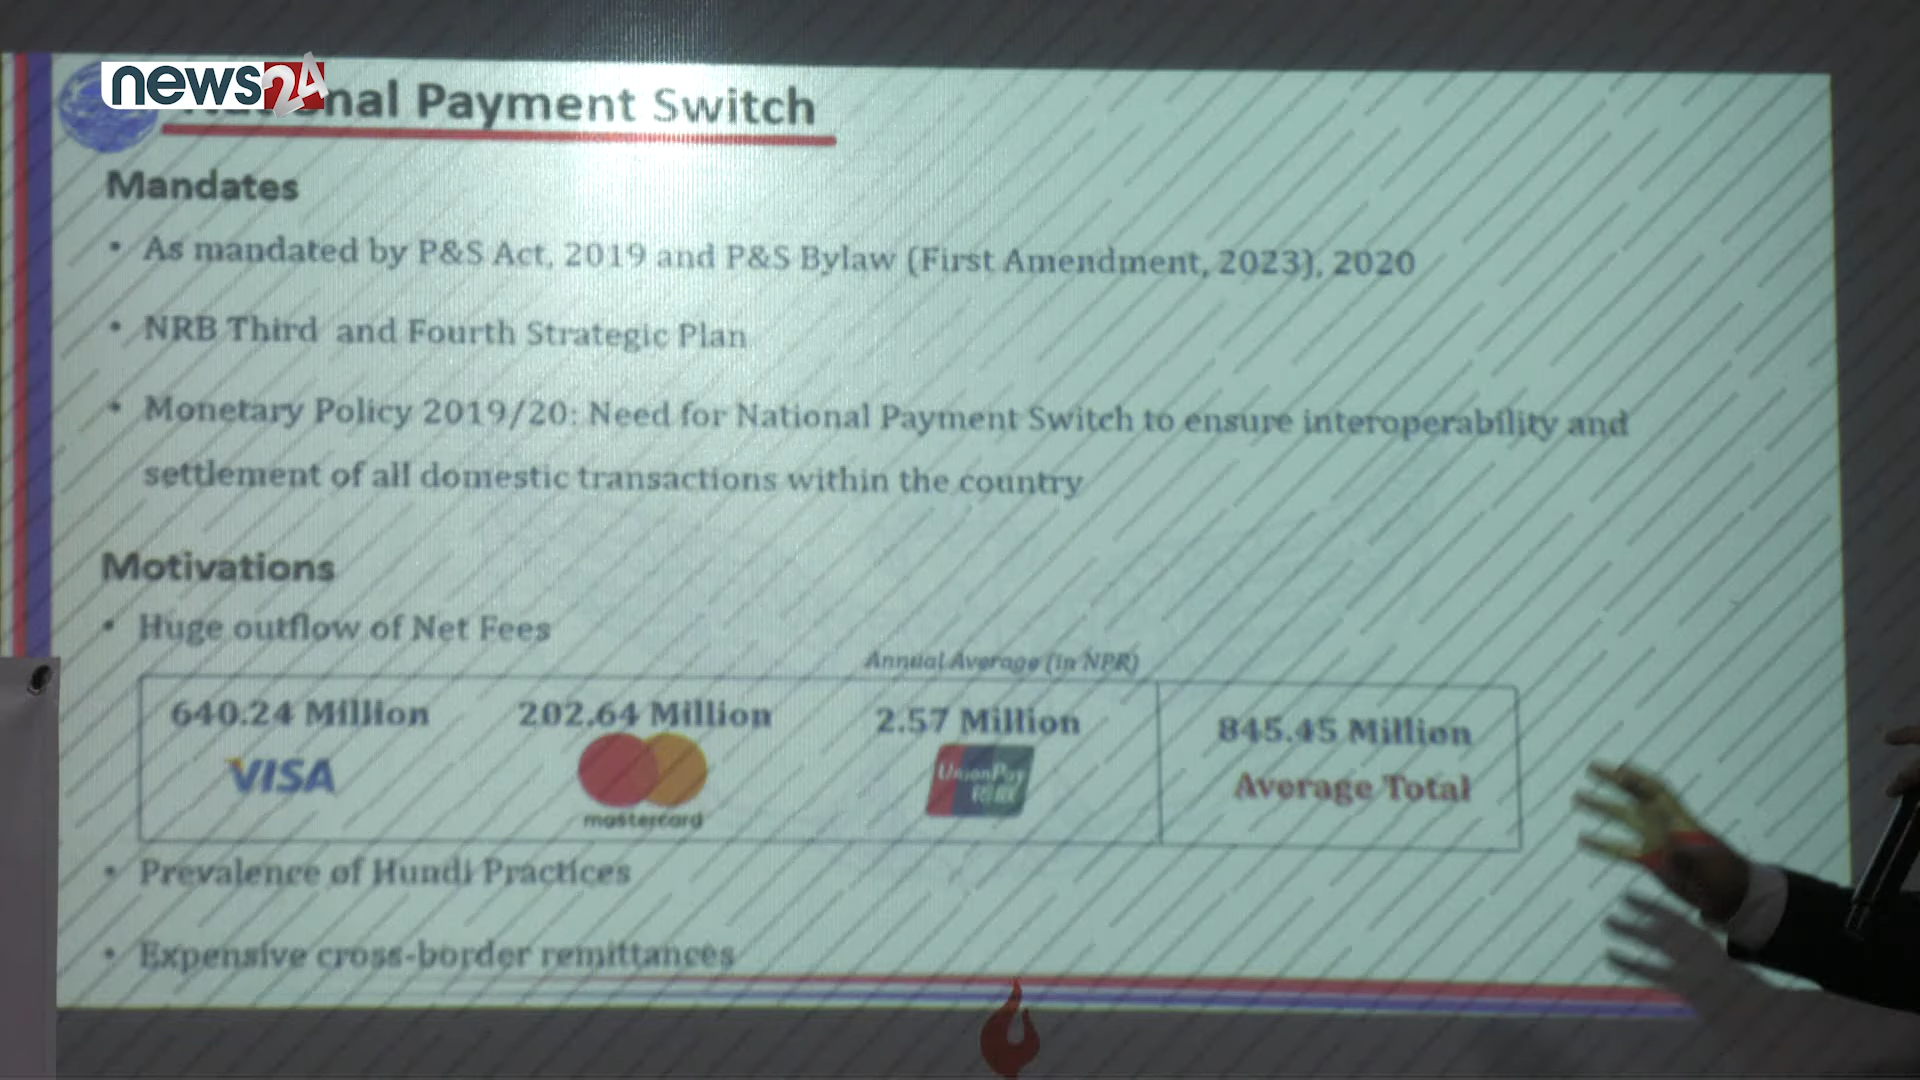 news24
nal Payment Switch
Mandates
• As mandated by P&S Act, 2019 and P&S Bylaw (First Amendment, 2023), 2020
• NRB Third and Fourth Strategic Plan
• Monetary Policy 2019/20: Need for National Payment Switch to ensure interoperability and
settlement of all domestic transactions within the country
Motivations
• Huge outflow of Net Fees
Annual Average (in NPR)
640.24 Million 202.64 Million 2.57 Million 845.45 Million
VISA mastercard UnionPay Average Total
• Prevalence of Hundi Practices
• Expensive cross-border remittances